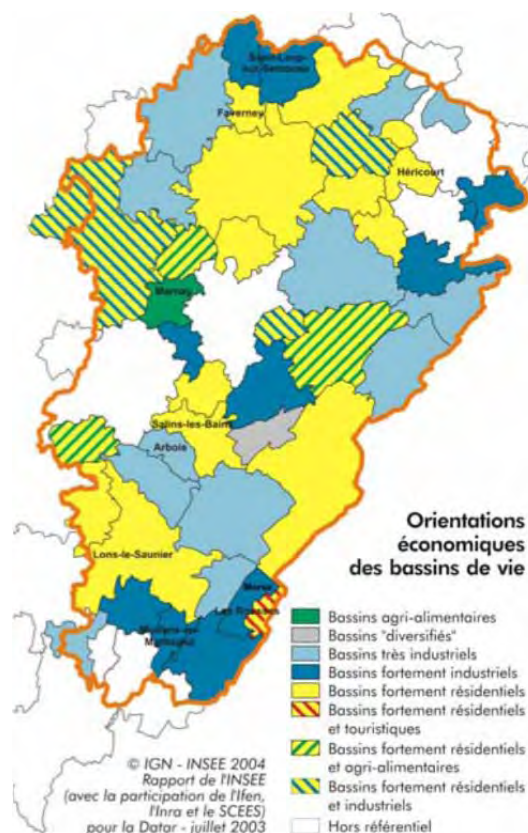 Saint-Loup-
sur-Semouse
Faverney
Héricourt
Marnay
Salins-les-Bains
Arbois
Lons-le-Saunier
Morez
Les Rousses
Moirans-en-
Montagne
Orientations
économiques
des bassins de vie
Bassins agri-alimentaires
Bassins "diversifiés"
Bassins très industriels
Bassins fortement industriels
Bassins fortement résidentiels
Bassins fortement résidentiels
et touristiques
Bassins fortement résidentiels
et agri-alimentaires
Bassins fortement résidentiels
et industriels
Hors référentiel
© IGN - INSEE 2004
Rapport de l'INSEE
(avec la participation de l'Ifen,
l'Inra et le SCEES)
pour la Datar - juillet 2003